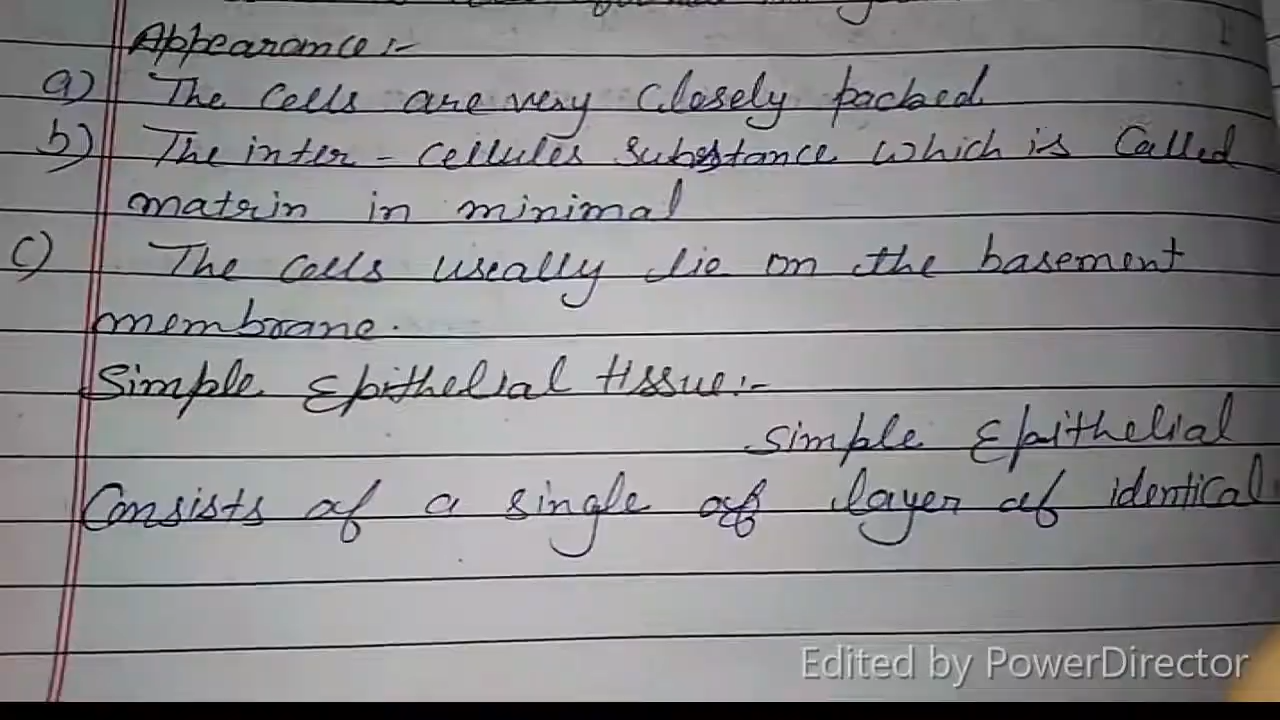 Appearance :-
a) The cells are very closely packed
b) The inter - cellules substance which is called
matrin in minimal
c) The cells useally lie on the basement
membrane.
Simple Epithelial tissue :-
Simple Epithelial
Consists of a single of layer of identical
Edited by PowerDirector